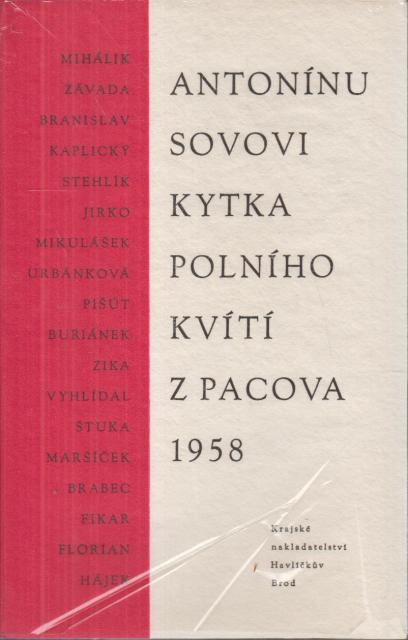 MIHÁLIK
ZÁVADA
BRANISLAV
KAPLICKÝ
STEHLÍK
JIRKO
MIKULÁŠEK
URBÁNKOVÁ
PIŠÚT
BURIÁNEK
ZIKA
VYHLÍDAL
ŠTUKA
MARŠÍČEK
BRABEC
FIKAR
FLORIAN
HÁJEK
ANTONÍNU
SOVOVI
KYTKA
POLNÍHO
KVÍTÍ
Z PACOVA
1958
Krajské
nakladatelství
Havlíčkův
Brod